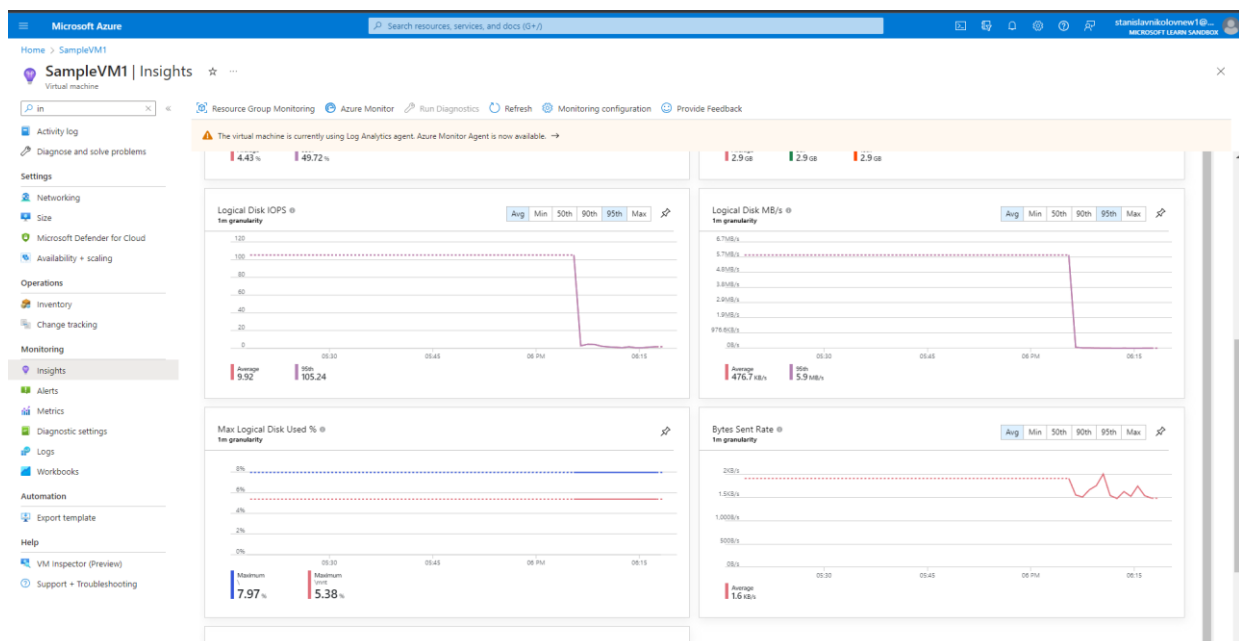 Microsoft Azure
Search resources, services, and docs (G+/)
stanislavnikolovnew1@...
MICROSOFT LEARN SANDBOX
Home > SampleVM1
SampleVM1 | Insights
Virtual machine
in
Resource Group Monitoring Azure Monitor Run Diagnostics Refresh Monitoring configuration Provide Feedback
The virtual machine is currently using Log Analytics agent. Azure Monitor Agent is now available. →
Activity log
Diagnose and solve problems
Settings
Networking
Size
Microsoft Defender for Cloud
Availability + scaling
Operations
Inventory
Change tracking
Monitoring
Insights
Alerts
Metrics
Diagnostic settings
Logs
Workbooks
Automation
Export template
Help
VM Inspector (Preview)
Support + Troubleshooting
4.43 % 49.72 %
2.9 GB 2.9 GB 2.9 GB
Logical Disk IOPS
1m granularity
Avg Min 50th 90th 95th Max
120
100
80
60
40
20
0
05:30 05:45 06 PM 06:15
Average 95th
9.92 105.24
Logical Disk MB/s
1m granularity
Avg Min 50th 90th 95th Max
6.7MB/s
5.7MB/s
4.8MB/s
3.8MB/s
2.9MB/s
1.9MB/s
976.6KB/s
.0B/s
05:30 05:45 06 PM 06:15
Average 95th
476.7 KB/s 5.9 MB/s
Max Logical Disk Used %
1m granularity
8%
6%
4%
2%
0%
05:30 05:45 06 PM 06:15
Maximum Maximum
\ \mnt
7.97 % 5.38 %
Bytes Sent Rate
1m granularity
Avg Min 50th 90th 95th Max
2KB/s
1.5KB/s
1,000B/s
500B/s
.0B/s
05:30 05:45 06 PM 06:15
Average
1.6 KB/s